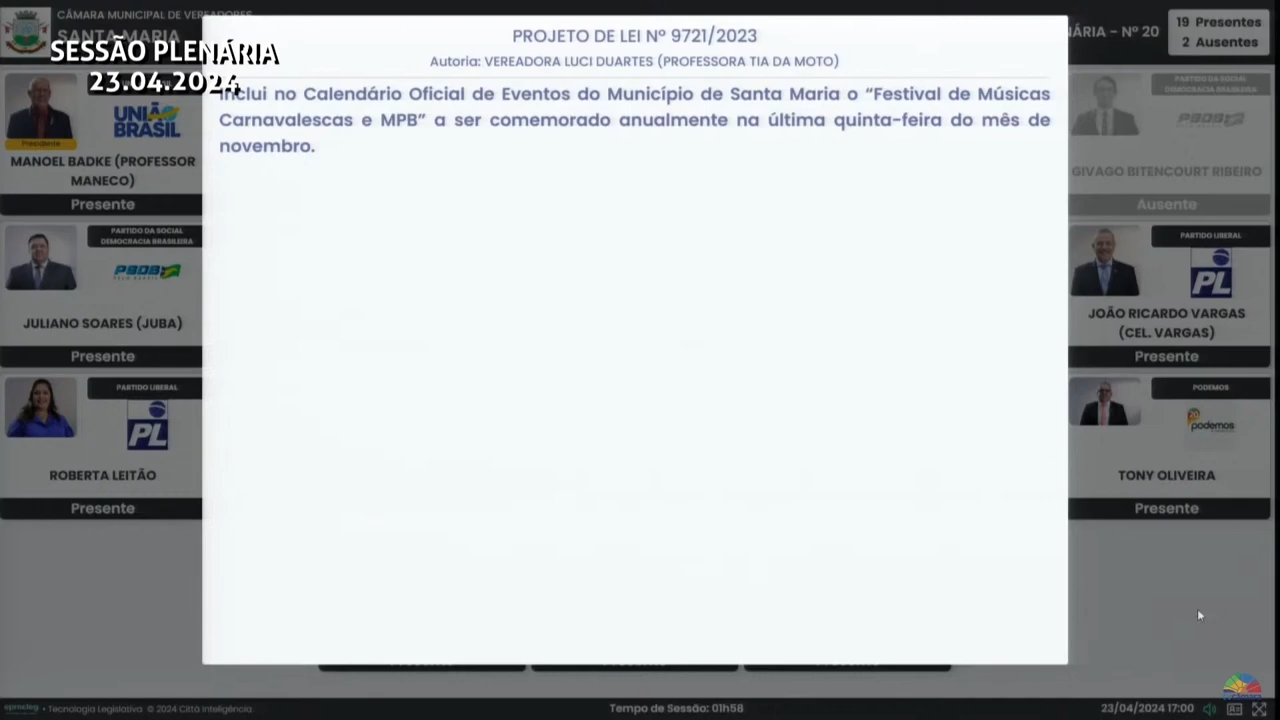 CÂMARA MUNICIPAL DE VEREADORES
SANTA MARIA
SESSÃO PLENÁRIA
23.04.2024
ÁRIA - Nº 20
19 Presentes
2 Ausentes
PROJETO DE LEI Nº 9721/2023
Autoria: VEREADORA LUCI DUARTES (PROFESSORA TIA DA MOTO)
Inclui no Calendário Oficial de Eventos do Município de Santa Maria o “Festival de Músicas
Carnavalescas e MPB” a ser comemorado anualmente na última quinta-feira do mês de
novembro.
UNIÃO
BRASIL
Presidente
MANOEL BADKE (PROFESSOR
MANECO)
Presente
PARTIDO DA SOCIAL
DEMOCRACIA BRASILEIRA
PSDB
JULIANO SOARES (JUBA)
Presente
PARTIDO LIBERAL
PL
ROBERTA LEITÃO
Presente
PARTIDO DA SOCIAL
DEMOCRACIA BRASILEIRA
PSDB
GIVAGO BITENCOURT RIBEIRO
Ausente
PARTIDO LIBERAL
PL
JOÃO RICARDO VARGAS
(CEL. VARGAS)
Presente
PODEMOS
20
podemos
TONY OLIVEIRA
Presente
• Tecnologia Legislativa © 2024 Città Inteligência.
Tempo de Sessão: 01h58
23/04/2024 17:00